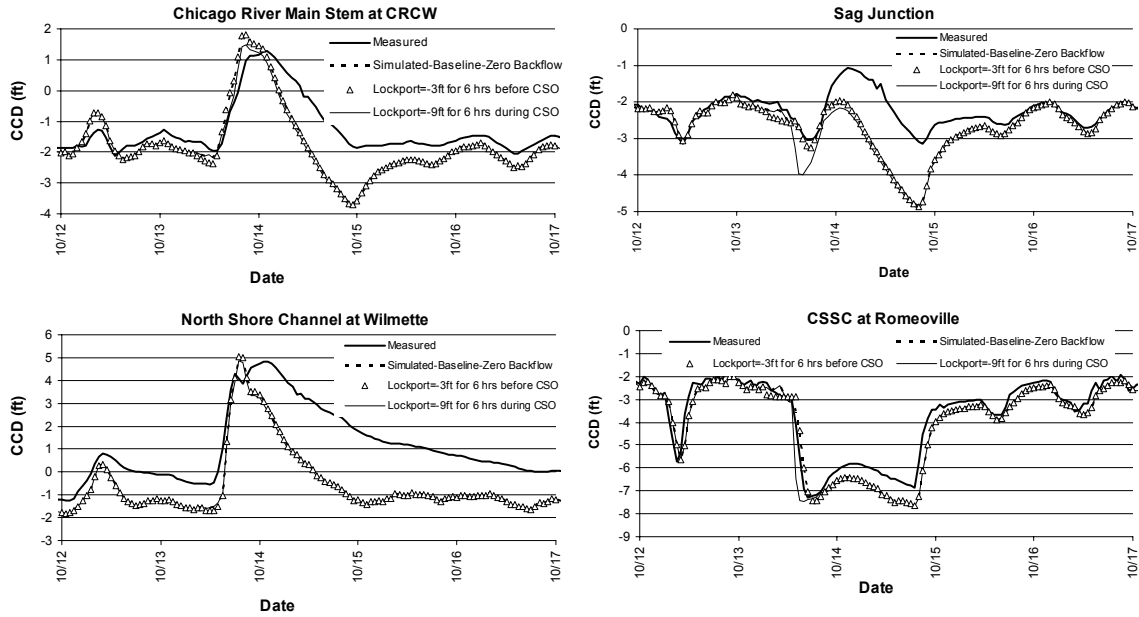 Chicago River Main Stem at CRCW
CCD (ft)
2
1
0
-1
-2
-3
-4
Measured
Simulated-Baseline-Zero Backflow
Lockport=-3ft for 6 hrs before CSO
Lockport=-9ft for 6 hrs during CSO
10/12
10/13
10/14
10/15
10/16
10/17
Date
Sag Junction
CCD (ft)
0
-1
-2
-3
-4
-5
Measured
Simulated-Baseline-Zero Backflow
Lockport=-3ft for 6 hrs before CSO
Lockport=-9ft for 6 hrs during CSO
10/12
10/13
10/14
10/15
10/16
10/17
Date
North Shore Channel at Wilmette
CCD (ft)
6
5
4
3
2
1
0
-1
-2
-3
Measured
Simulated-Baseline-Zero Backflow
Lockport=-3ft for 6 hrs before CSO
Lockport=-9ft for 6 hrs during CSO
10/12
10/13
10/14
10/15
10/16
10/17
Date
CSSC at Romeoville
CCD (ft)
0
-1
-2
-3
-4
-5
-6
-7
-8
-9
Measured
Simulated-Baseline-Zero Backflow
Lockport=-3ft for 6 hrs before CSO
Lockport=-9ft for 6 hrs during CSO
10/12
10/13
10/14
10/15
10/16
10/17
Date